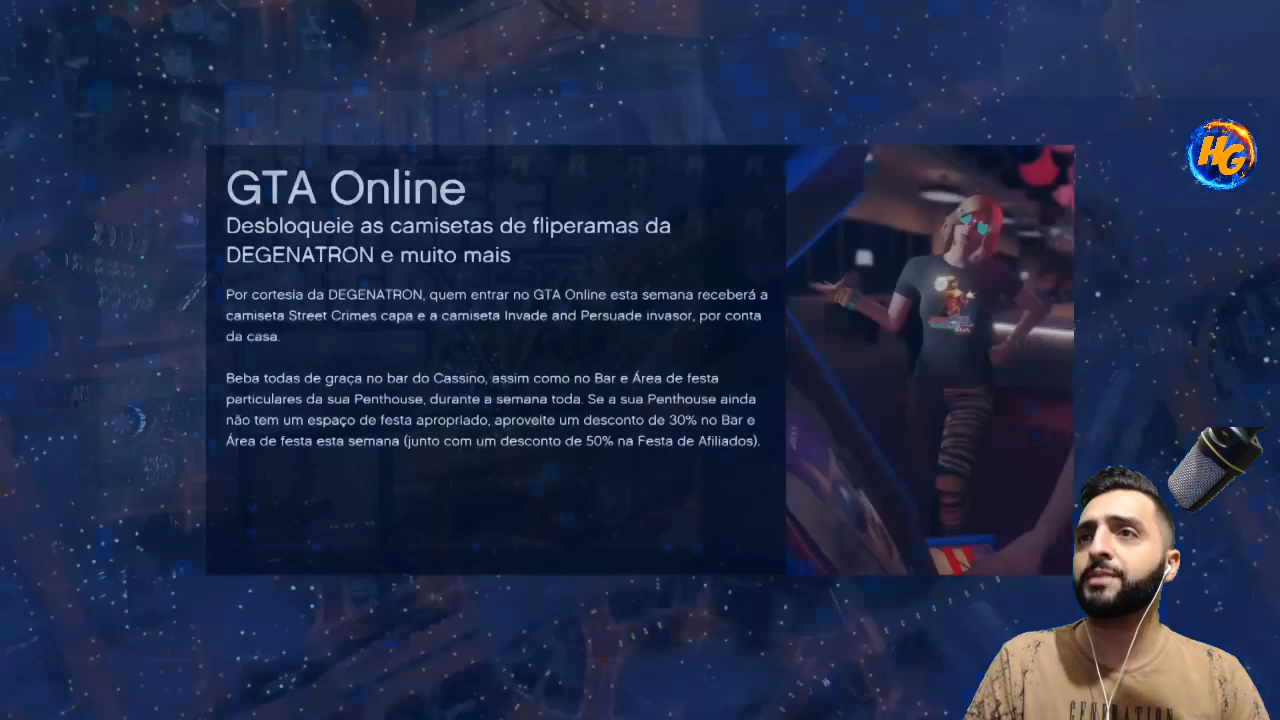 GTA Online
Desbloqueie as camisetas de fliperamas da
DEGENATRON e muito mais
Por cortesia da DEGENATRON, quem entrar no GTA Online esta semana receberá a
camiseta Street Crimes capa e a camiseta Invade and Persuade invasor, por conta
da casa.
Beba todas de graça no bar do Cassino, assim como no Bar e Área de festa
particulares da sua Penthouse, durante a semana toda. Se a sua Penthouse ainda
não tem um espaço de festa apropriado, aproveite um desconto de 30% no Bar e
Área de festa esta semana (junto com um desconto de 50% na Festa de Afiliados).
HG
GENERATION